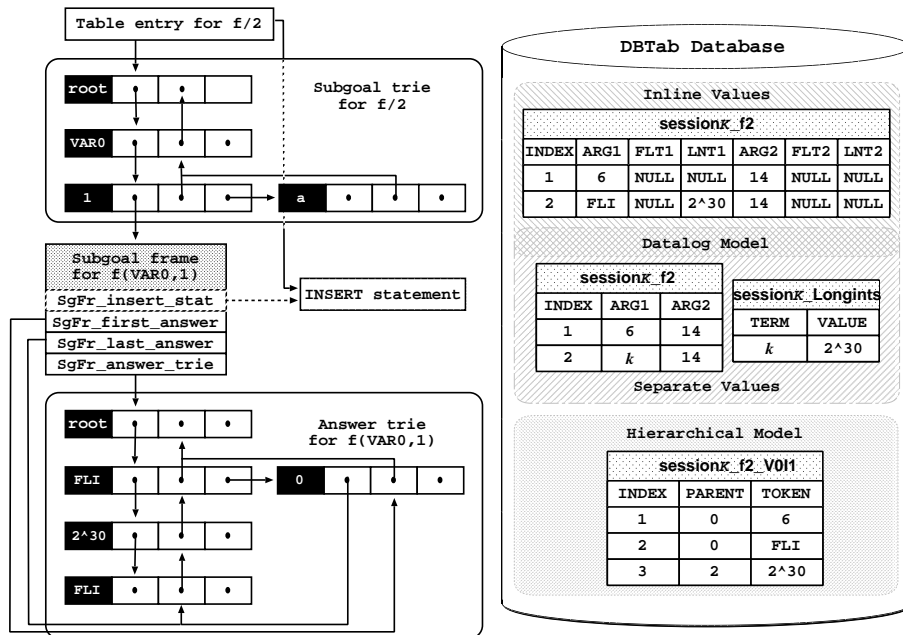 Table entry for f/2
Subgoal trie
for f/2
root
VAR0
1
a
Subgoal frame
for f(VAR0,1)
SgFr_insert_stat
SgFr_first_answer
SgFr_last_answer
SgFr_answer_trie
INSERT statement
Answer trie
for f(VAR0,1)
root
FLI
0
2^30
FLI
DBTab Database
Inline Values
sessionK_f2
INDEX ARG1 FLT1 LNT1 ARG2 FLT2 LNT2
1 6 NULL NULL 14 NULL NULL
2 FLI NULL 2^30 14 NULL NULL
Datalog Model
sessionK_f2
INDEX ARG1 ARG2
1 6 14
2 k 14
sessionK_Longints
TERM VALUE
k 2^30
Separate Values
Hierarchical Model
sessionK_f2_V0I1
INDEX PARENT TOKEN
1 0 6
2 0 FLI
3 2 2^30